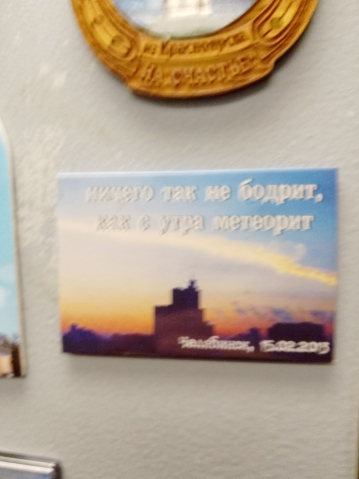 из Красноярска
НА СЧАСТЬЕ
ничего так не бодрит,
как с утра метеорит
Челябинск, 15.02.2013